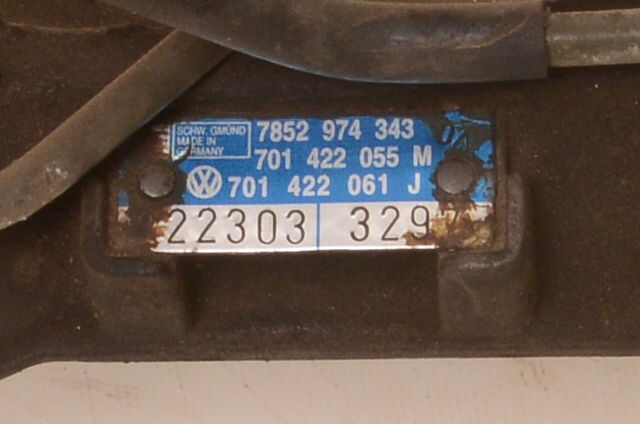 SCHW. GMÜND
MADE IN
GERMANY
7852 974 343
701 422 055 M
701 422 061 J
22303 329